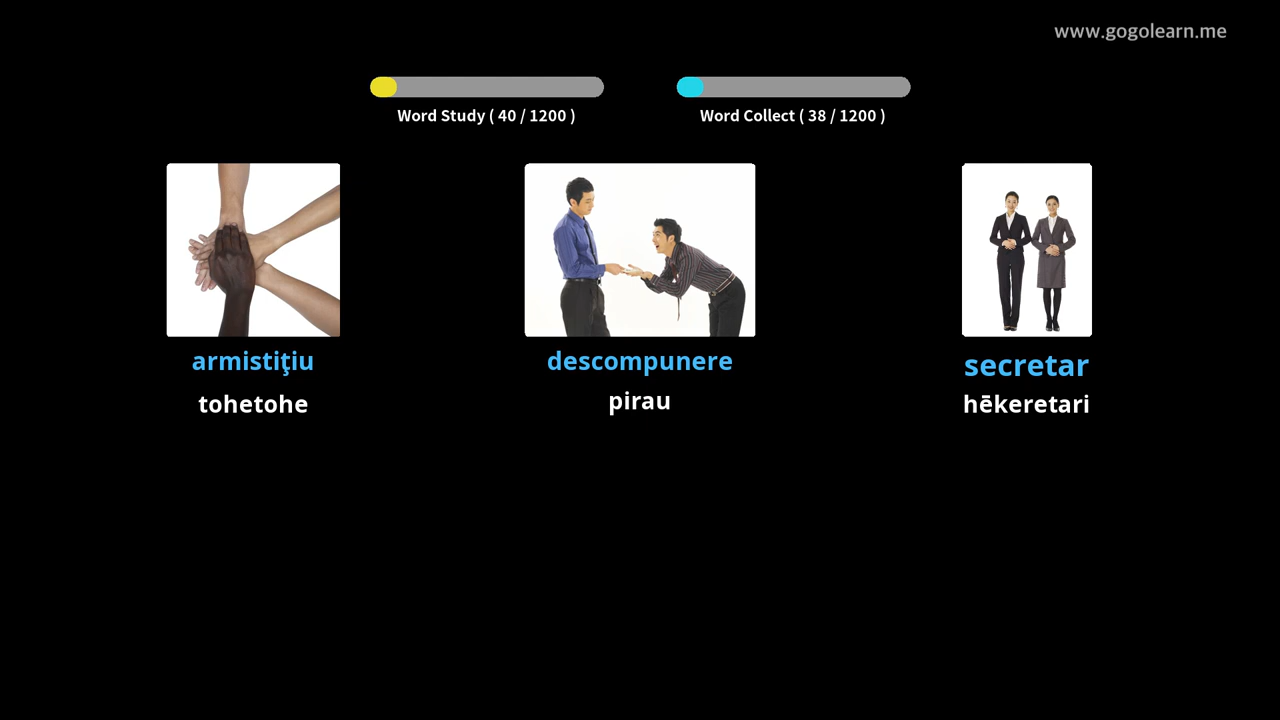 www.gogolearn.me
Word Study ( 40 / 1200 )
Word Collect ( 38 / 1200 )
armistiţiu
descompunere
secretar
tohetohe
pirau
hēkeretari